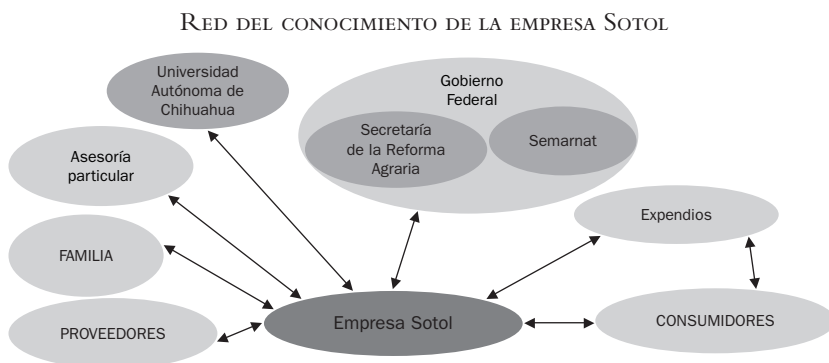 Red del conocimiento de la empresa Sotol
Universidad
Autónoma de
Chihuahua
Gobierno
Federal
Secretaría
de la Reforma
Agraria
Semarnat
Asesoría
particular
Expendios
FAMILIA
PROVEEDORES
Empresa Sotol
CONSUMIDORES